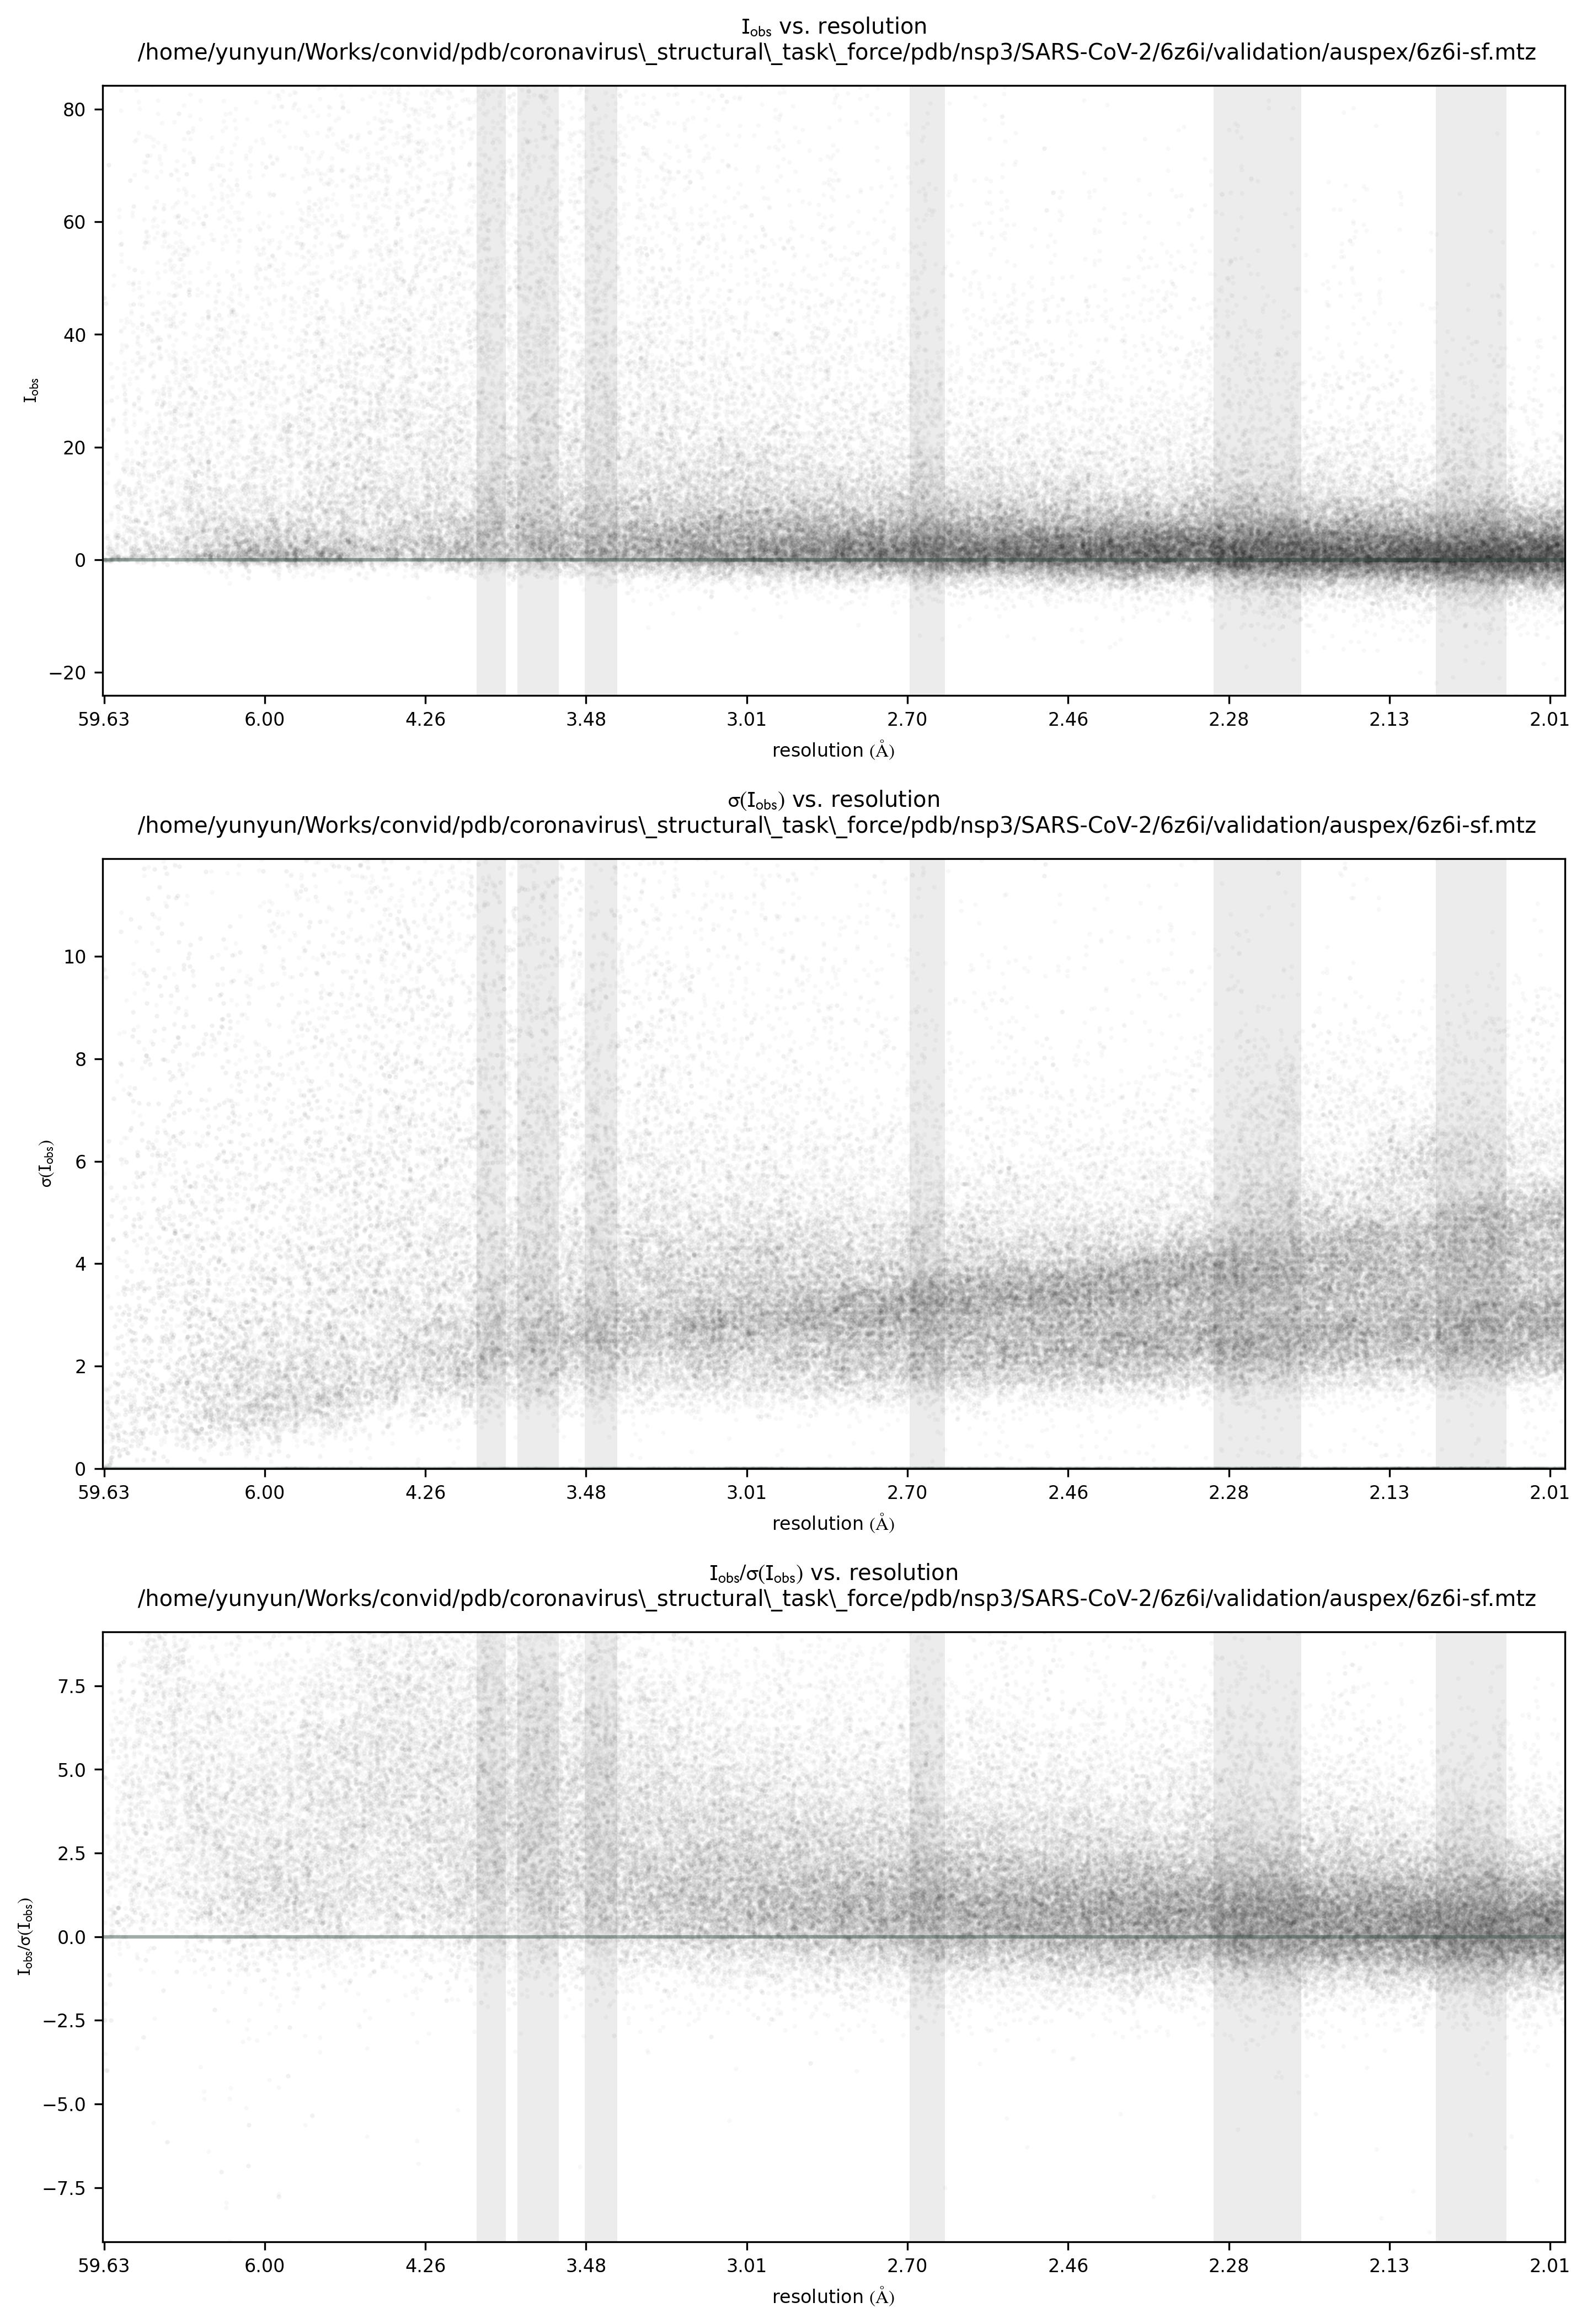 Iobs vs. resolution
/home/yunyun/Works/convid/pdb/coronavirus\_structural\_task\_force/pdb/nsp3/SARS-CoV-2/6z6i/validation/auspex/6z6i-sf.mtz
80
60
40
20
0
−20
Iobs
59.63 6.00 4.26 3.48 3.01 2.70 2.46 2.28 2.13 2.01
resolution (Å)
σ(Iobs) vs. resolution
/home/yunyun/Works/convid/pdb/coronavirus\_structural\_task\_force/pdb/nsp3/SARS-CoV-2/6z6i/validation/auspex/6z6i-sf.mtz
10
8
6
4
2
0
σ(Iobs)
59.63 6.00 4.26 3.48 3.01 2.70 2.46 2.28 2.13 2.01
resolution (Å)
Iobs/σ(Iobs) vs. resolution
/home/yunyun/Works/convid/pdb/coronavirus\_structural\_task\_force/pdb/nsp3/SARS-CoV-2/6z6i/validation/auspex/6z6i-sf.mtz
7.5
5.0
2.5
0.0
−2.5
−5.0
−7.5
Iobs/σ(Iobs)
59.63 6.00 4.26 3.48 3.01 2.70 2.46 2.28 2.13 2.01
resolution (Å)